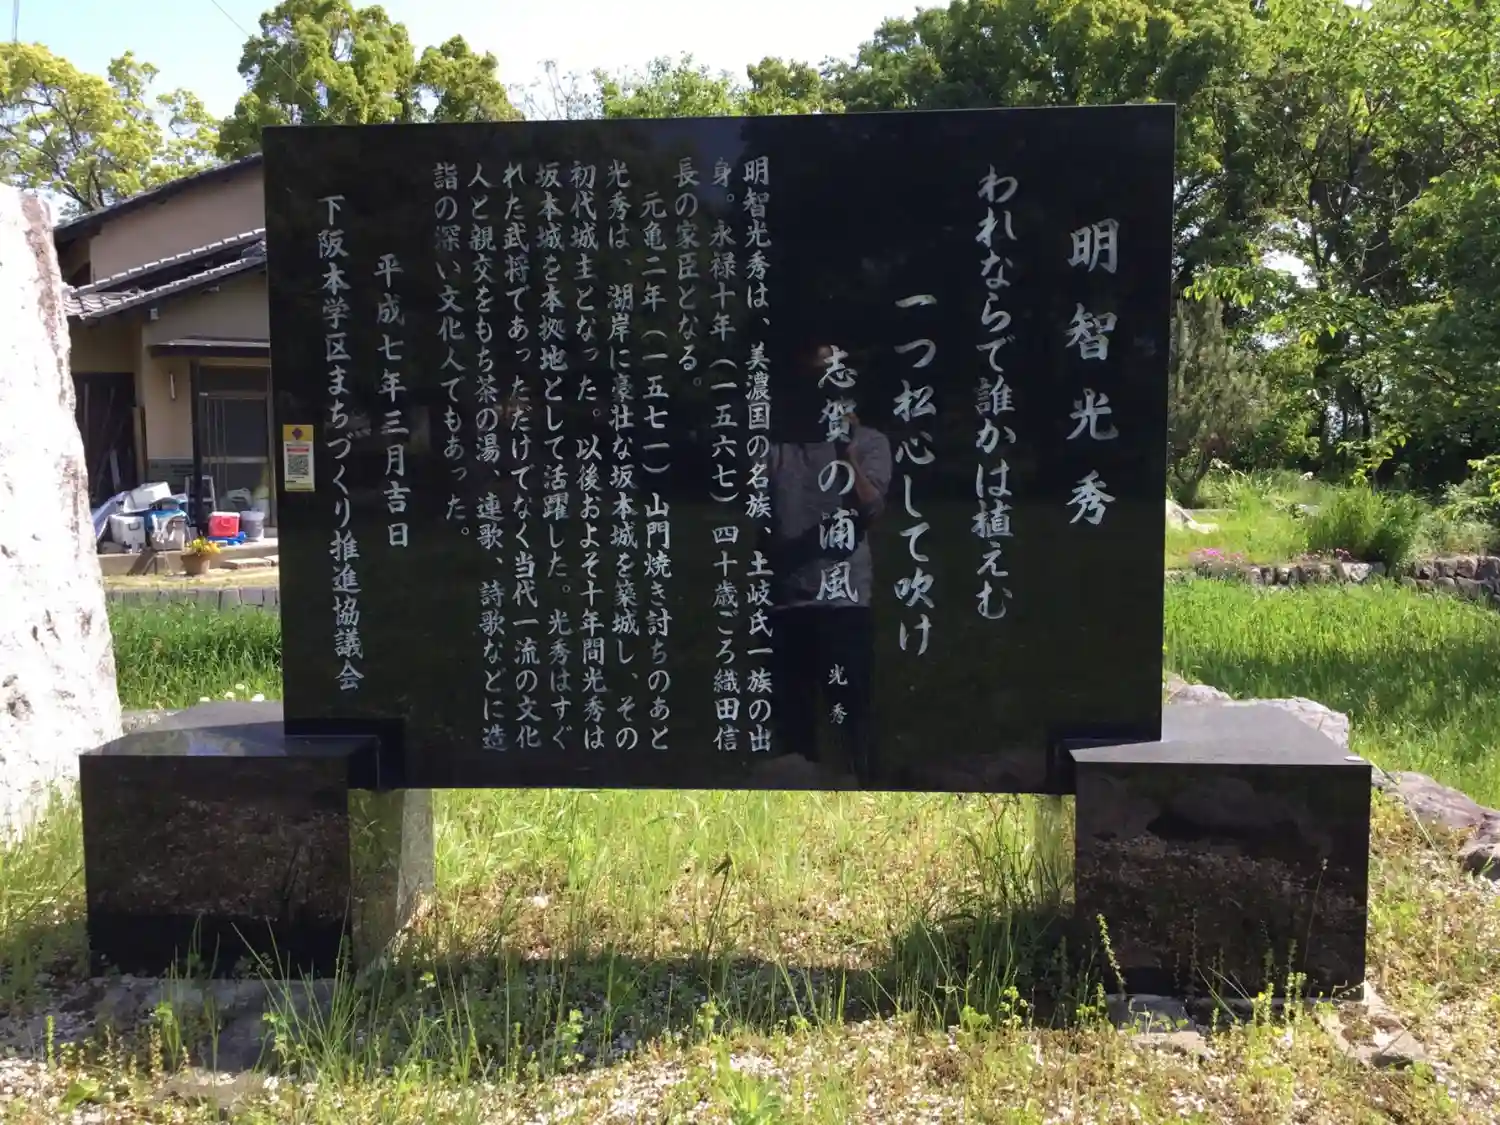 明智光秀
われならで誰かは植えむ
一つ松心して吹け
志賀の浦風
光秀
明智光秀は、美濃国の名族、土岐氏一族の出
身。永禄十年（一五六七）四十歳ごろ織田信
長の家臣となる。
元亀二年（一五七一）山門焼き討ちのあと
光秀は、湖岸に豪壮な坂本城を築城し、その
初代城主となった。以後およそ十年間光秀は
坂本城を本拠地として活躍した。光秀はすぐ
れた武将であっただけでなく当代一流の文化
人と親交をもち茶の湯、連歌、詩歌などに造
詣の深い文化人でもあった。
平成七年三月吉日
下阪本学区まちづくり推進協議会